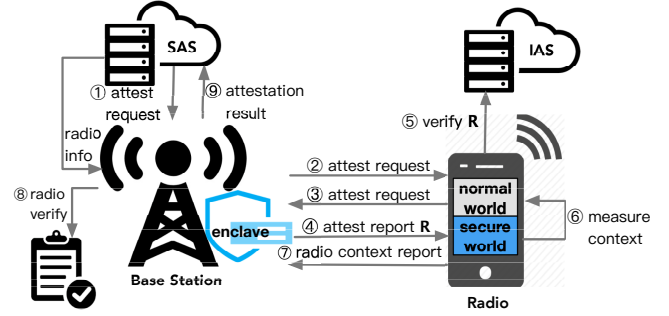 SAS
IAS
① attest
request
⑨ attestation
result
radio
info
⑤ verify R
② attest request
③ attest request
④ attest report R
⑦ radio context report
⑧ radio
verify
enclave
normal
world
secure
world
⑥ measure
context
Base Station
Radio